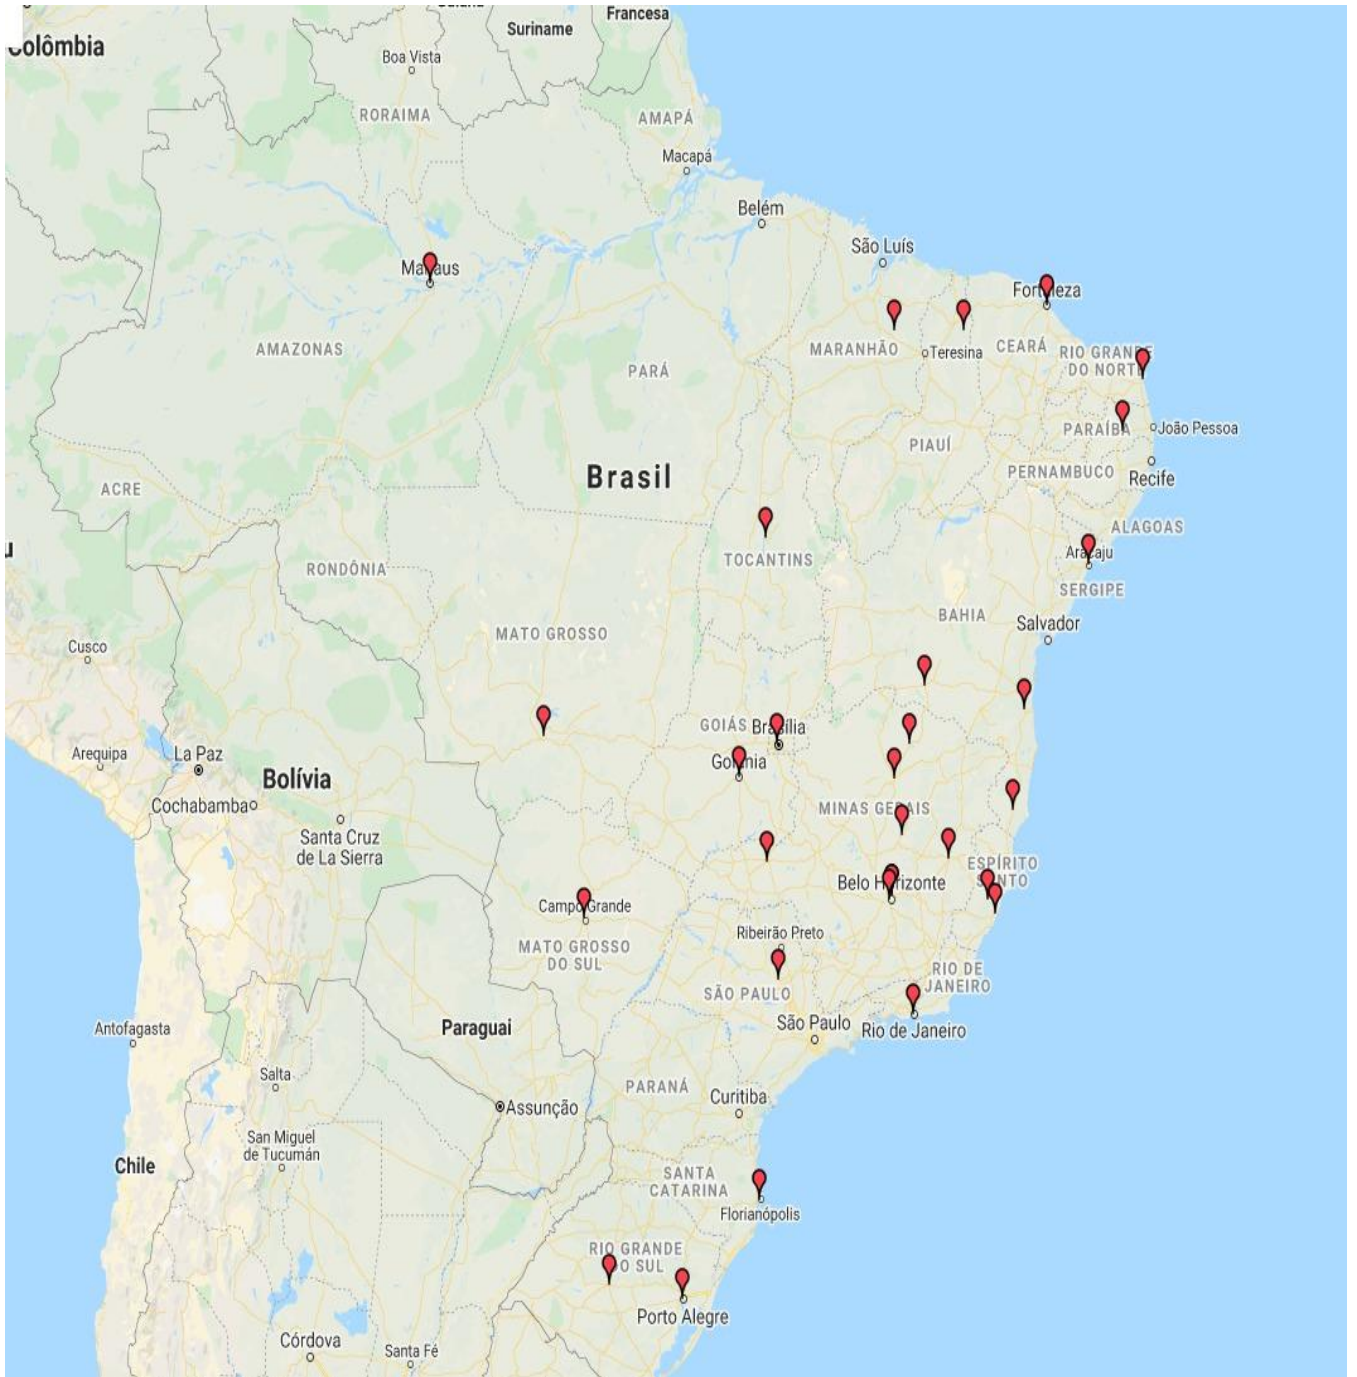 Francesa
Suriname
Colômbia
Boa Vista
RORAIMA
AMAPÁ
Macapá
Belém
São Luís
Manaus
Fortaleza
AMAZONAS
MARANHÃO
Teresina
CEARÁ
RIO GRANDE
DO NORTE
PARÁ
PARAÍBA
João Pessoa
PIAUÍ
PERNAMBUCO
Recife
Brasil
ACRE
ALAGOAS
Aracaju
SERGIPE
TOCANTINS
RONDÔNIA
BAHIA
Salvador
MATO GROSSO
Cusco
GOIÁS
Brasília
Arequipa
La Paz
Goiânia
Bolívia
Cochabamba
MINAS GERAIS
Santa Cruz
de La Sierra
ESPÍRITO
SANTO
Belo Horizonte
Campo Grande
Ribeirão Preto
MATO GROSSO
DO SUL
RIO DE
JANEIRO
SÃO PAULO
São Paulo
Rio de Janeiro
Antofagasta
Paraguai
Salta
PARANÁ
Curitiba
Assunção
San Miguel
de Tucumán
Chile
SANTA
CATARINA
Florianópolis
RIO GRANDE
DO SUL
Porto Alegre
Córdova
Santa Fé